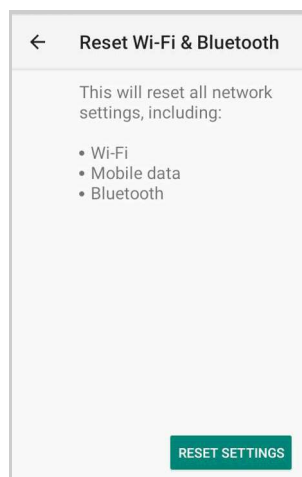 Reset Wi-Fi & Bluetooth
This will reset all network
settings, including:
• Wi-Fi
• Mobile data
• Bluetooth
RESET SETTINGS